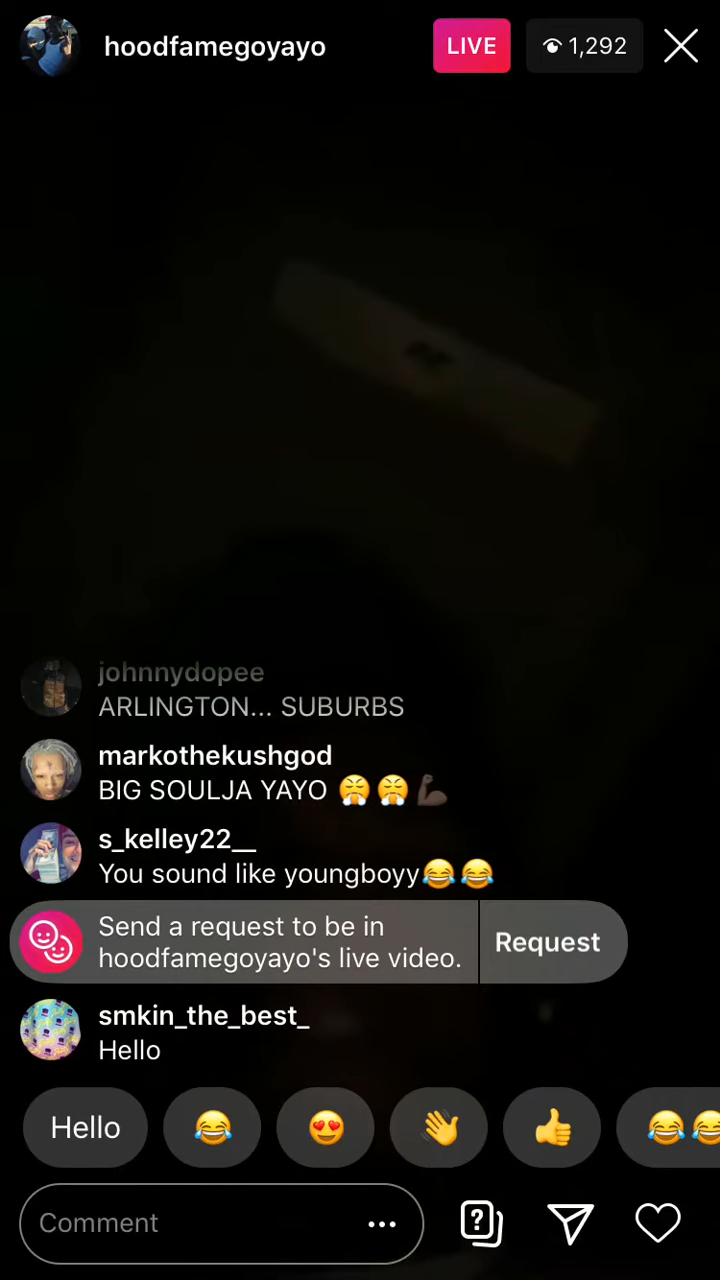 hoodfamegoyayo
LIVE
1,292
johnnydopee
ARLINGTON... SUBURBS
markothekushgod
BIG SOULJA YAYO 😤😤💪🏿
s_kelley22__
You sound like youngboyy😂😂
Send a request to be in
hoodfamegoyayo's live video.
Request
smkin_the_best_
Hello
Hello 😂 😍 👋 👍 😂😂
Comment